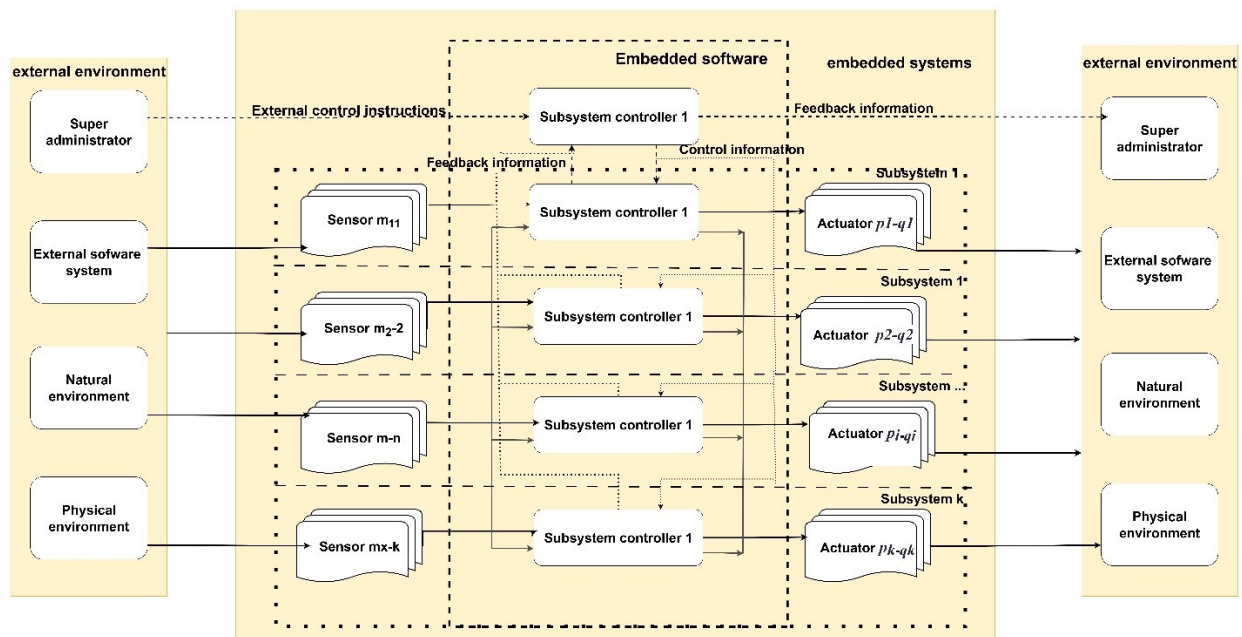 external environment
Super
administrator
External sofware
system
Natural
environment
Physical
environment
Embedded software
embedded systems
External control instructions
Subsystem controller 1
Feedback information
Feedback information
Control information
Subsystem 1
Sensor m11
Subsystem controller 1
Actuator p1-q1
Subsystem 1
Sensor m2-2
Subsystem controller 1
Actuator p2-q2
Subsystem ...
Sensor m-n
Subsystem controller 1
Actuator pi-qi
Subsystem k
Sensor mx-k
Subsystem controller 1
Actuator pk-qk
external environment
Super
administrator
External sofware
system
Natural
environment
Physical
environment